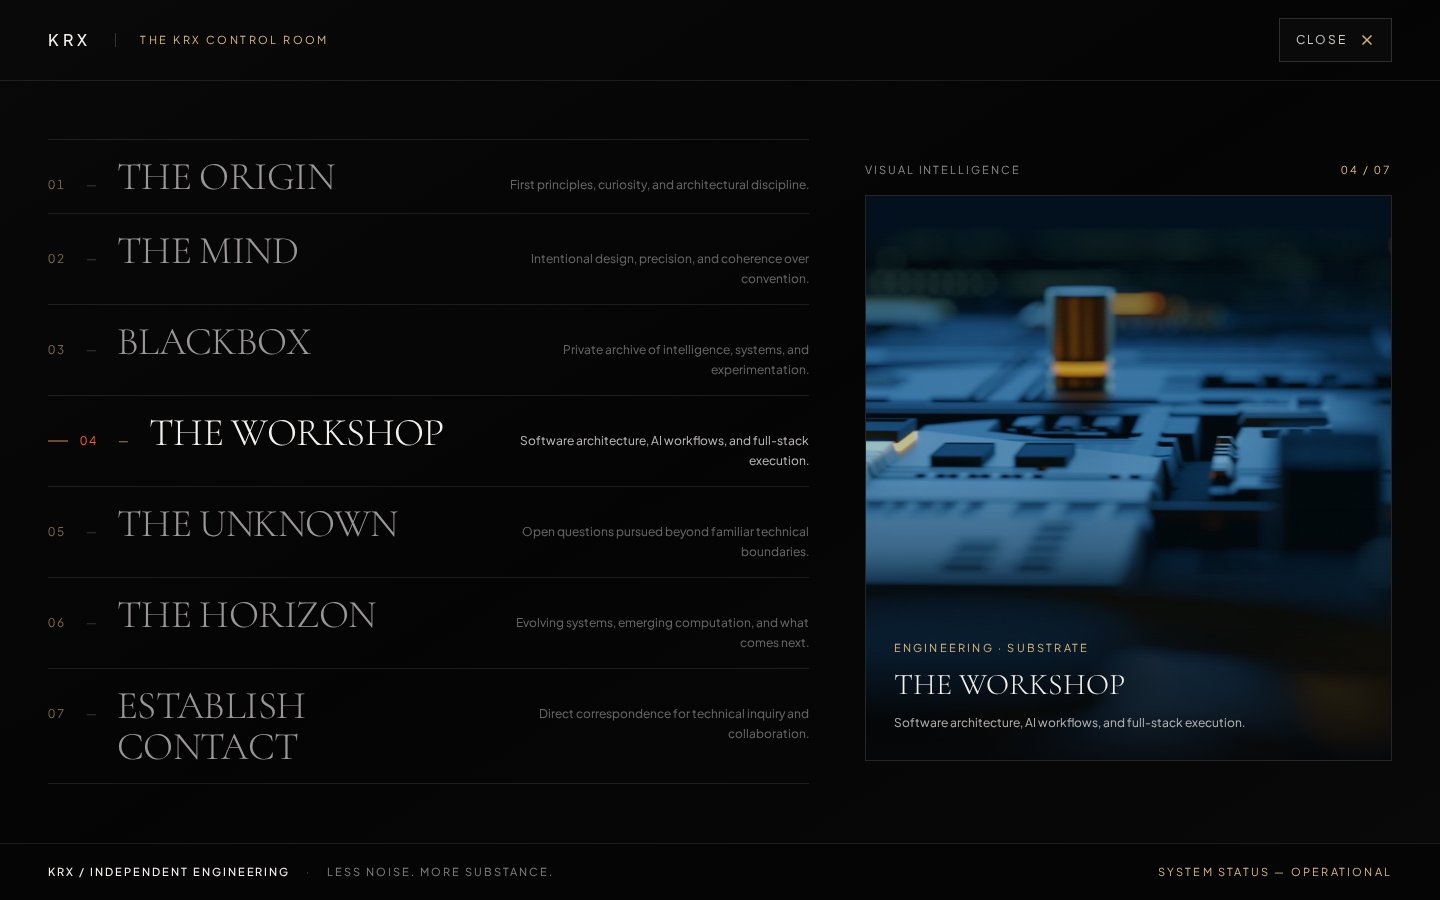 KRX
THE KRX CONTROL ROOM
CLOSE ✕
01 — THE ORIGIN
First principles, curiosity, and architectural discipline.
02 — THE MIND
Intentional design, precision, and coherence over
convention.
03 — BLACKBOX
Private archive of intelligence, systems, and
experimentation.
04 — THE WORKSHOP
Software architecture, AI workflows, and full-stack
execution.
05 — THE UNKNOWN
Open questions pursued beyond familiar technical
boundaries.
06 — THE HORIZON
Evolving systems, emerging computation, and what
comes next.
07 — ESTABLISH
CONTACT
Direct correspondence for technical inquiry and
collaboration.
VISUAL INTELLIGENCE
04 / 07
ENGINEERING · SUBSTRATE
THE WORKSHOP
Software architecture, AI workflows, and full-stack execution.
KRX / INDEPENDENT ENGINEERING · LESS NOISE. MORE SUBSTANCE.
SYSTEM STATUS — OPERATIONAL